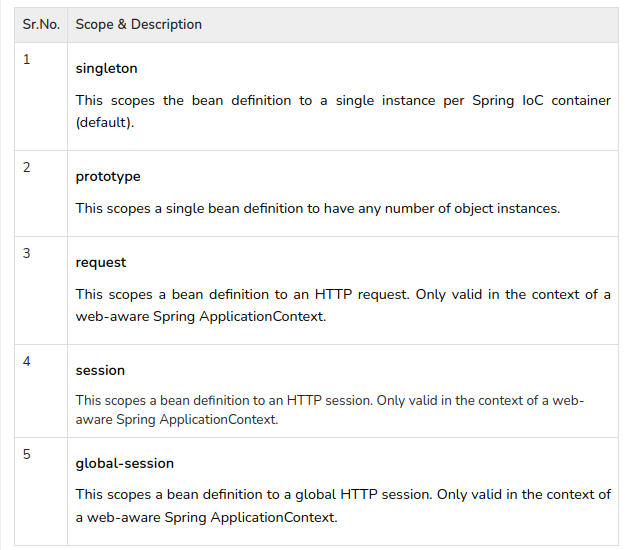 Sr.No. Scope & Description
1
singleton
This scopes the bean definition to a single instance per Spring IoC container
(default).
2
prototype
This scopes a single bean definition to have any number of object instances.
3
request
This scopes a bean definition to an HTTP request. Only valid in the context of a
web-aware Spring ApplicationContext.
4
session
This scopes a bean definition to an HTTP session. Only valid in the context of a web-
aware Spring ApplicationContext.
5
global-session
This scopes a bean definition to a global HTTP session. Only valid in the context of
a web-aware Spring ApplicationContext.